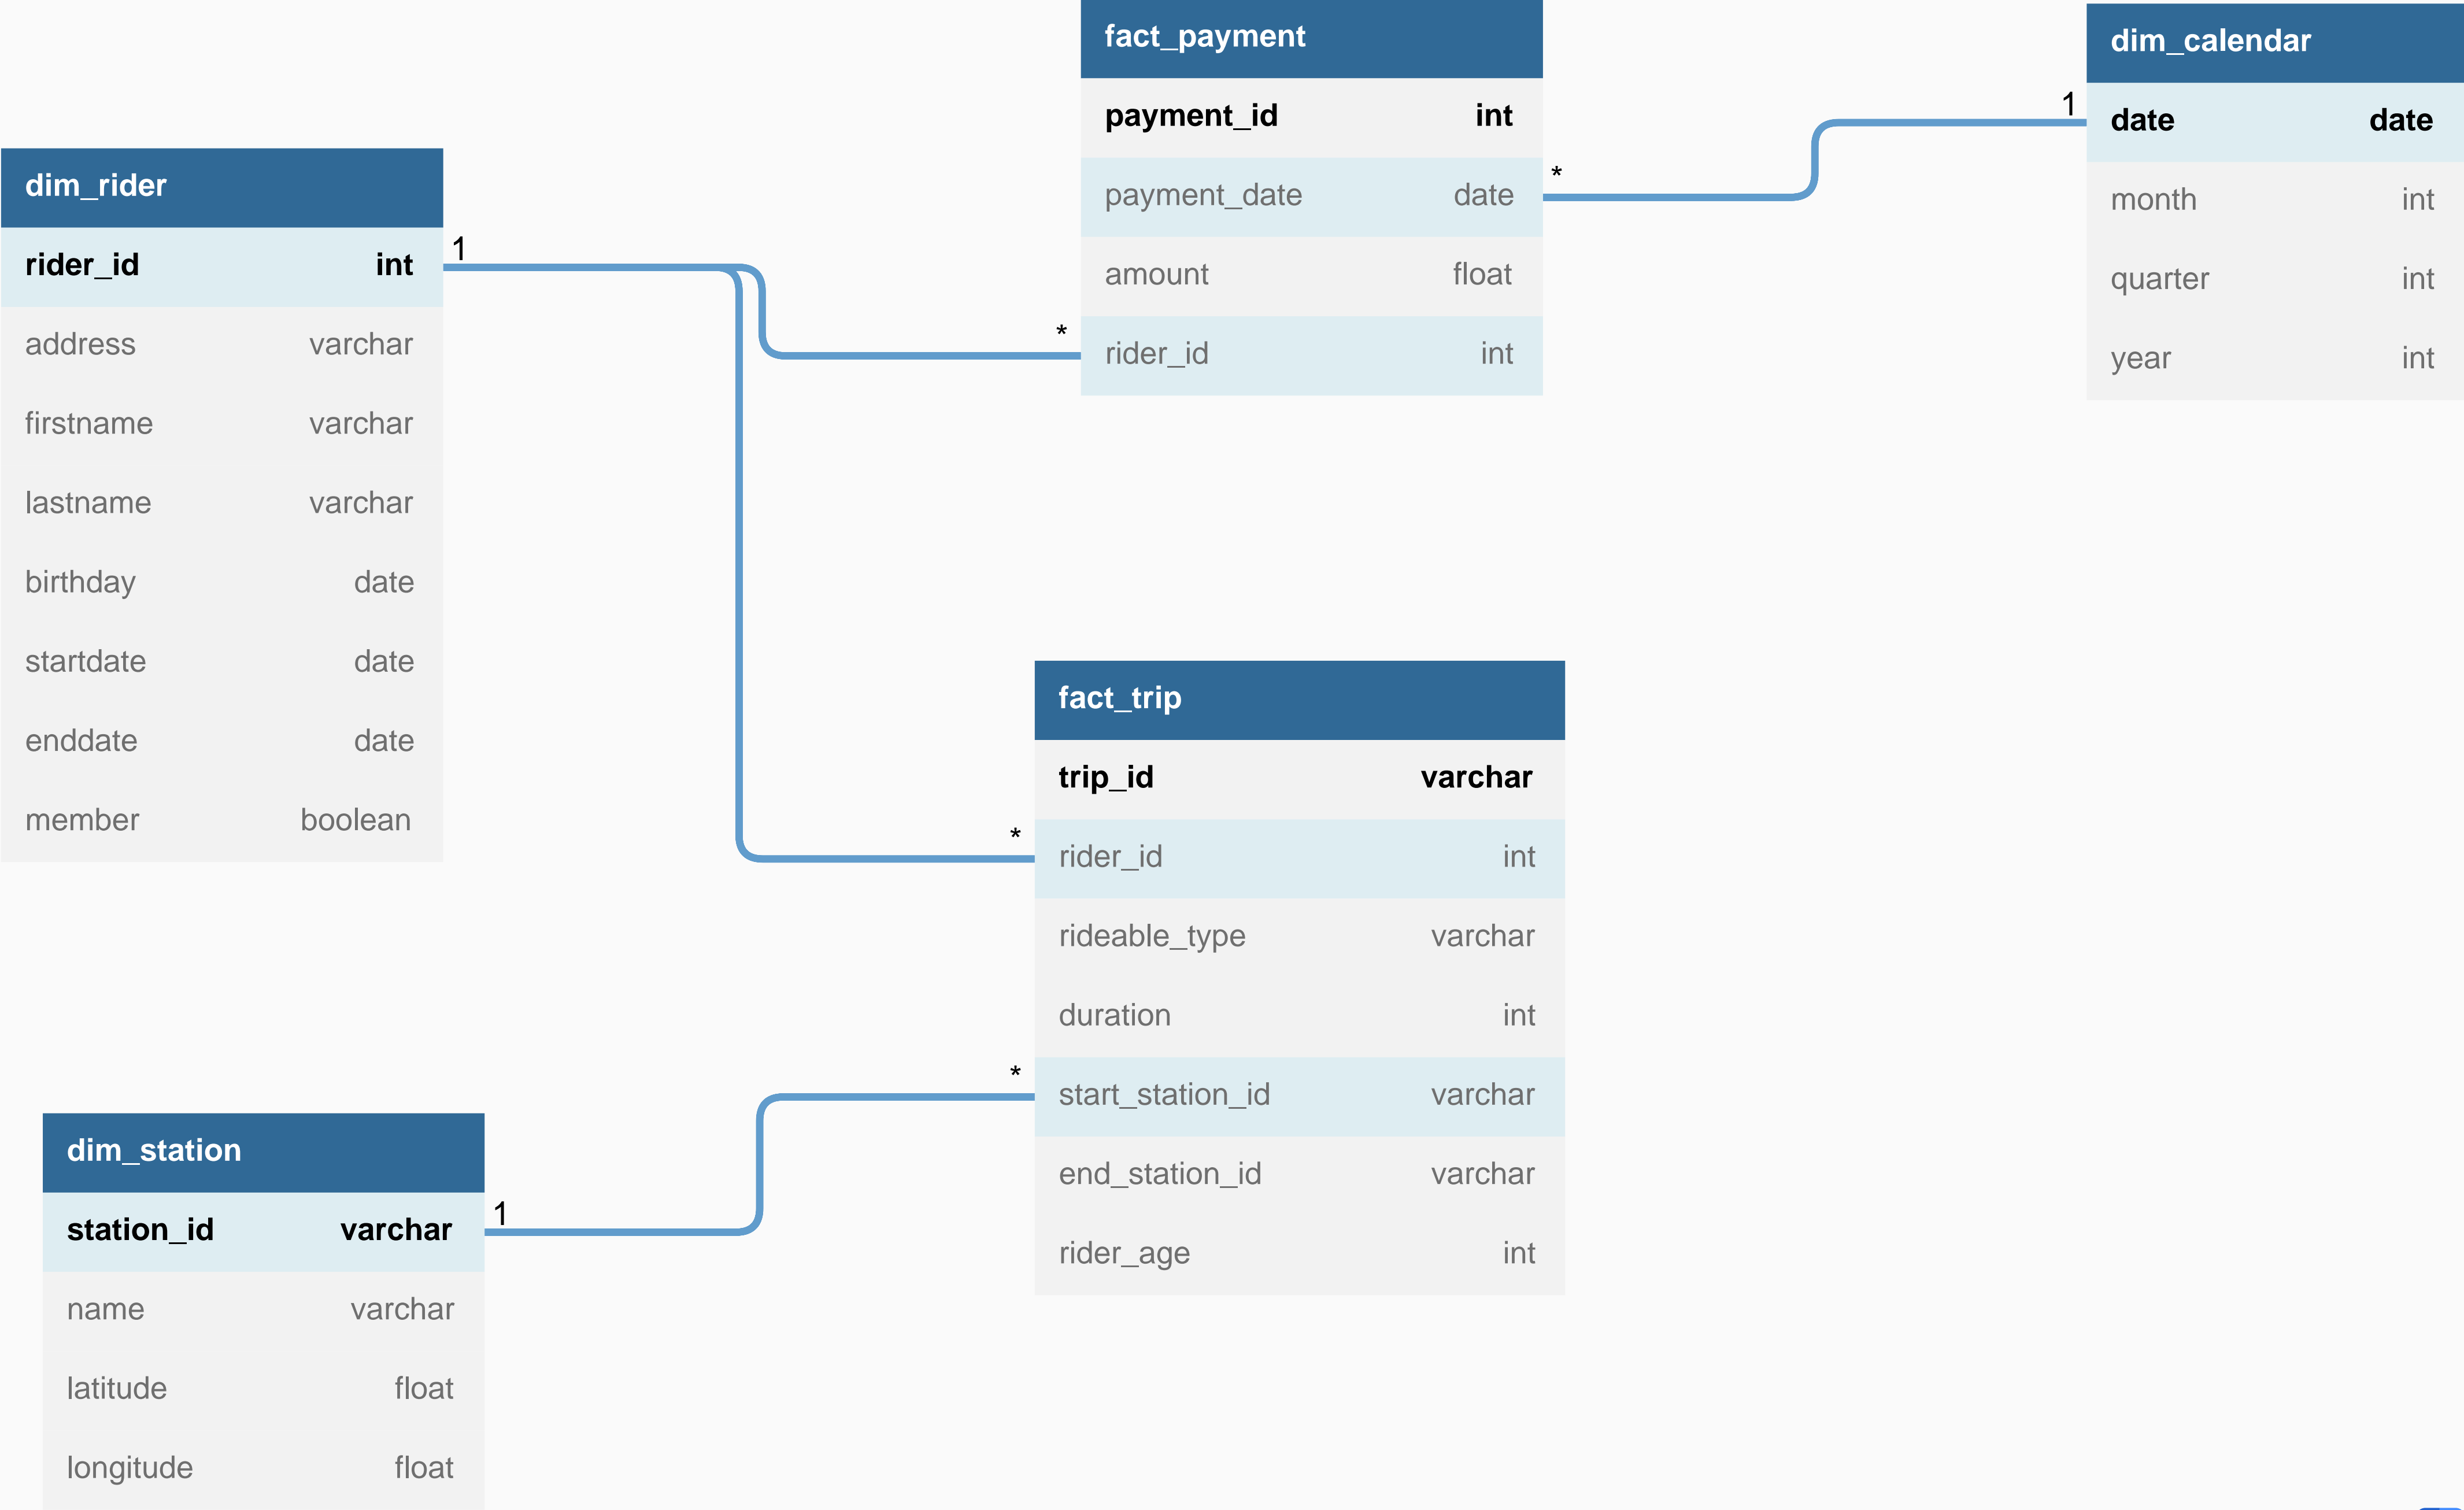 fact_payment
payment_id int
payment_date date
amount float
rider_id int
dim_calendar
date date
month int
quarter int
year int
dim_rider
rider_id int
address varchar
firstname varchar
lastname varchar
birthday date
startdate date
enddate date
member boolean
fact_trip
trip_id varchar
rider_id int
rideable_type varchar
duration int
start_station_id varchar
end_station_id varchar
rider_age int
dim_station
station_id varchar
name varchar
latitude float
longitude float
1
*
1
*
*
1
*